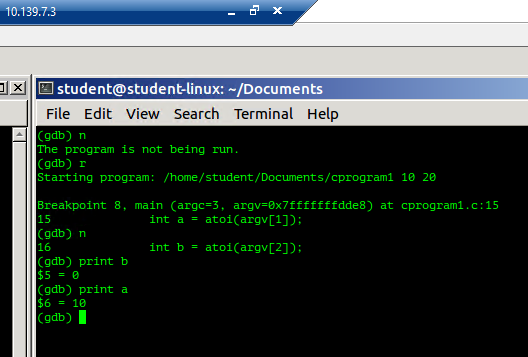 10.139.7.3
student@student-linux: ~/Documents
File Edit View Search Terminal Help
(gdb) n
The program is not being run.
(gdb) r
Starting program: /home/student/Documents/cprogram1 10 20
Breakpoint 8, main (argc=3, argv=0x7fffffffdde8) at cprogram1.c:15
15 int a = atoi(argv[1]);
(gdb) n
16 int b = atoi(argv[2]);
(gdb) print b
$5 = 0
(gdb) print a
$6 = 10
(gdb)